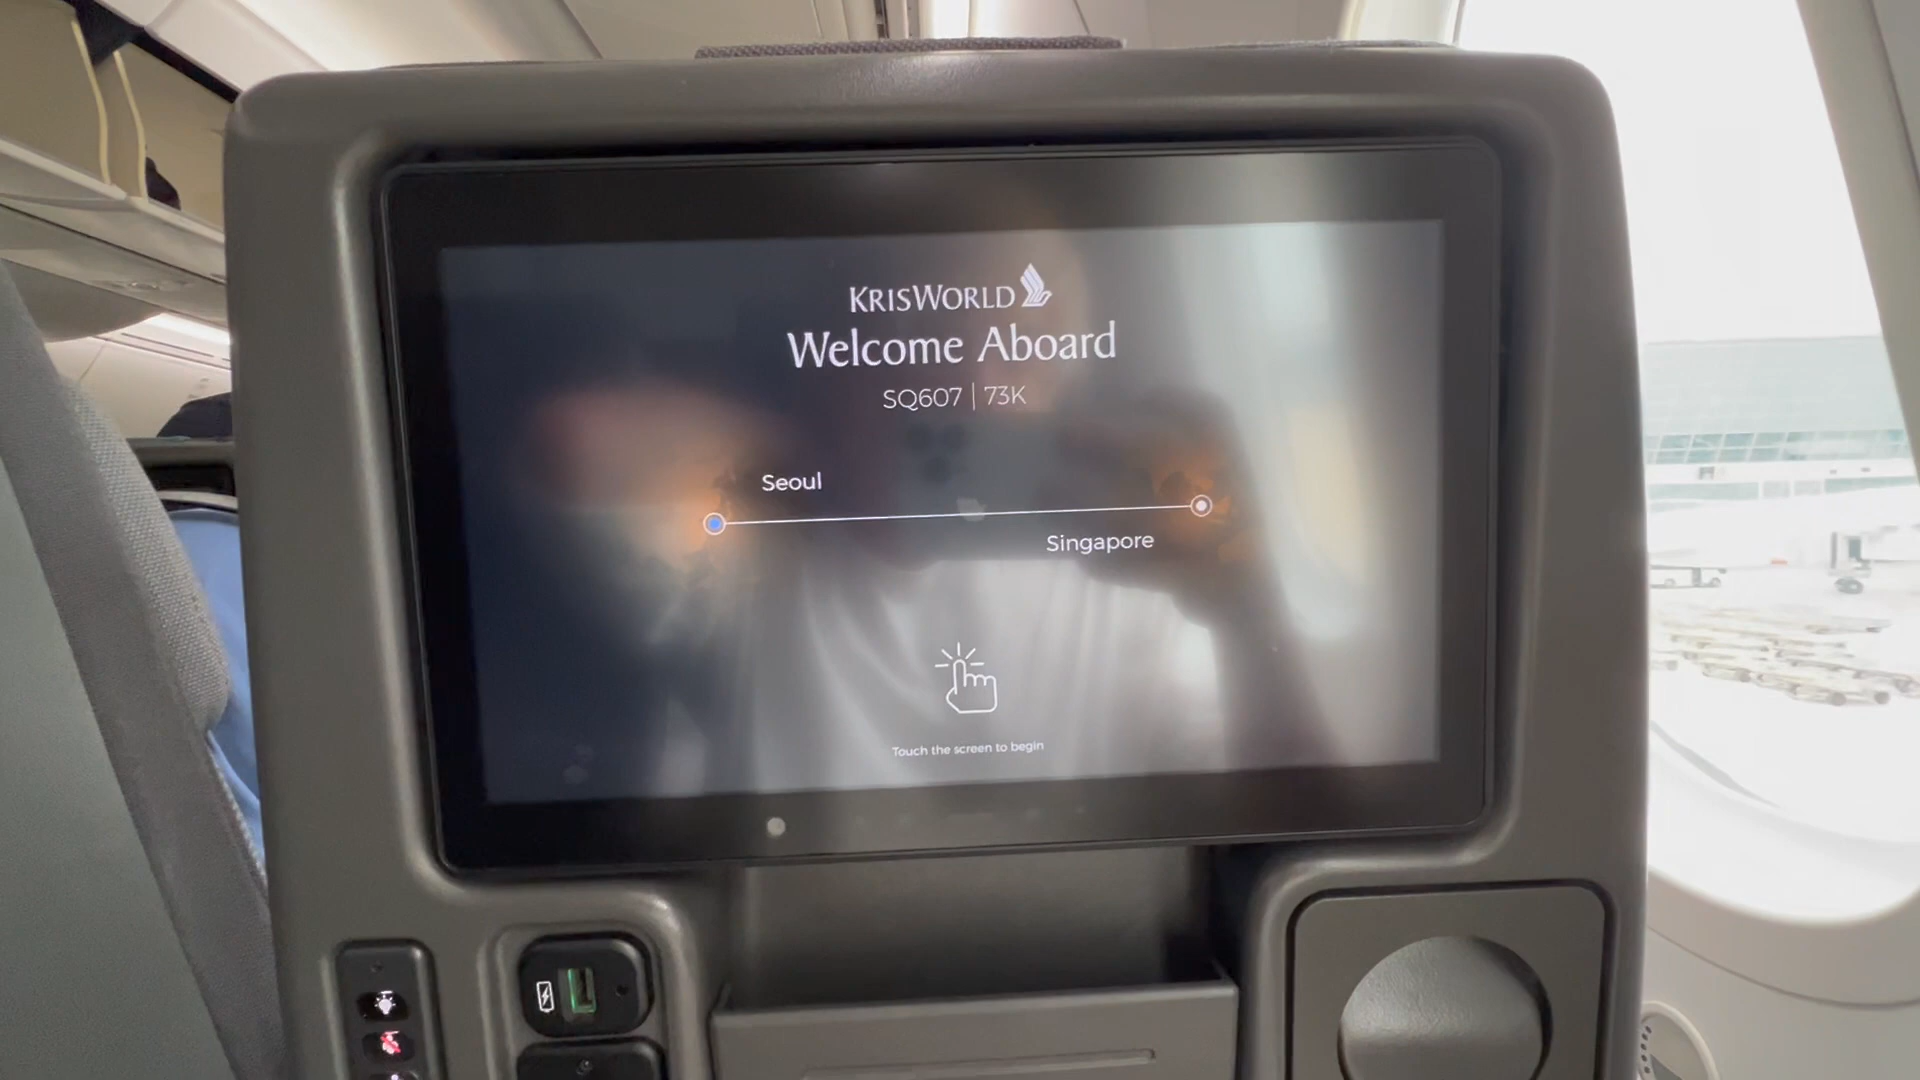 KRISWORLD
Welcome Aboard
SQ607 | 73K
Seoul
Singapore
Touch the screen to begin